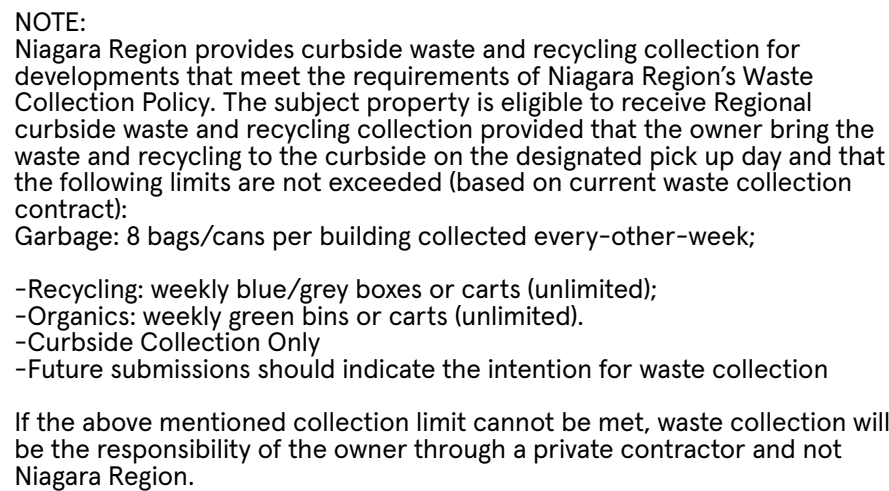 NOTE:
Niagara Region provides curbside waste and recycling collection for
developments that meet the requirements of Niagara Region's Waste
Collection Policy. The subject property is eligible to receive Regional
curbside waste and recycling collection provided that the owner bring the
waste and recycling to the curbside on the designated pick up day and that
the following limits are not exceeded (based on current waste collection
contract):
Garbage: 8 bags/cans per building collected every-other-week;
-Recycling: weekly blue/grey boxes or carts (unlimited);
-Organics: weekly green bins or carts (unlimited).
-Curbside Collection Only
-Future submissions should indicate the intention for waste collection
If the above mentioned collection limit cannot be met, waste collection will
be the responsibility of the owner through a private contractor and not
Niagara Region.